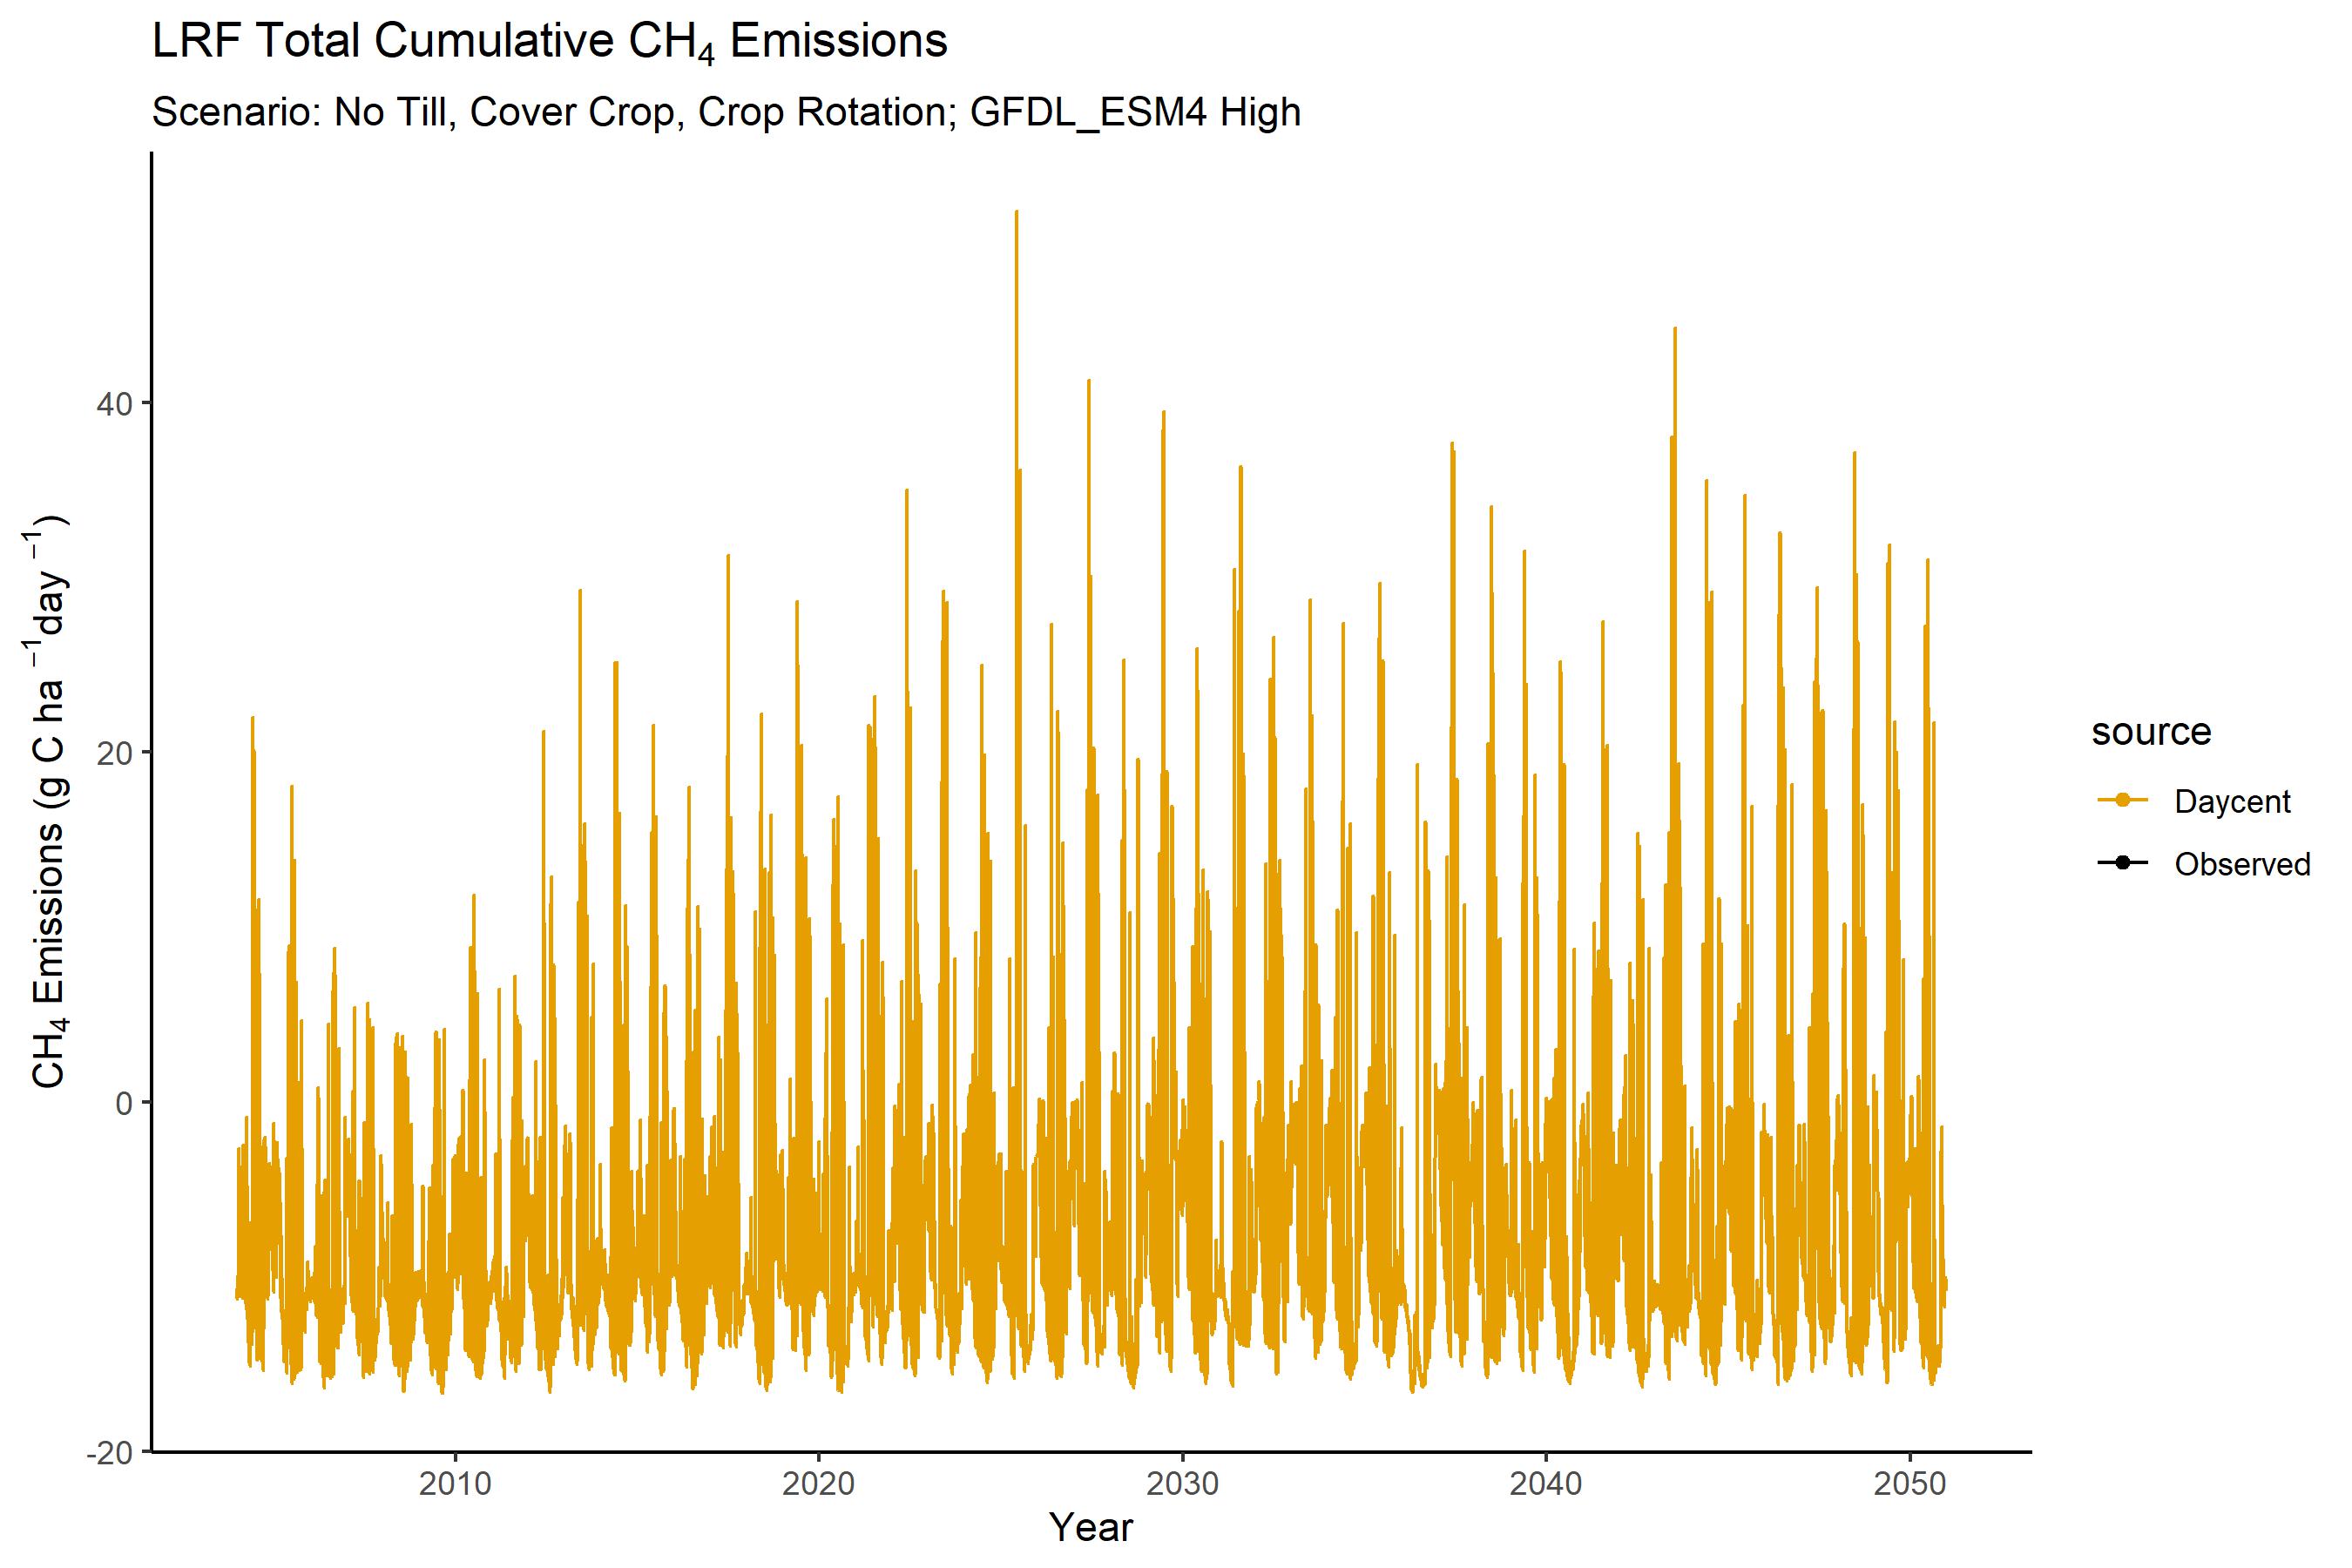 LRF Total Cumulative CH₄ Emissions
Scenario: No Till, Cover Crop, Crop Rotation; GFDL_ESM4 High
CH₄ Emissions (g C ha ⁻¹day ⁻¹)
40
20
0
-20
2010 2020 2030 2040 2050
Year
source
Daycent
Observed